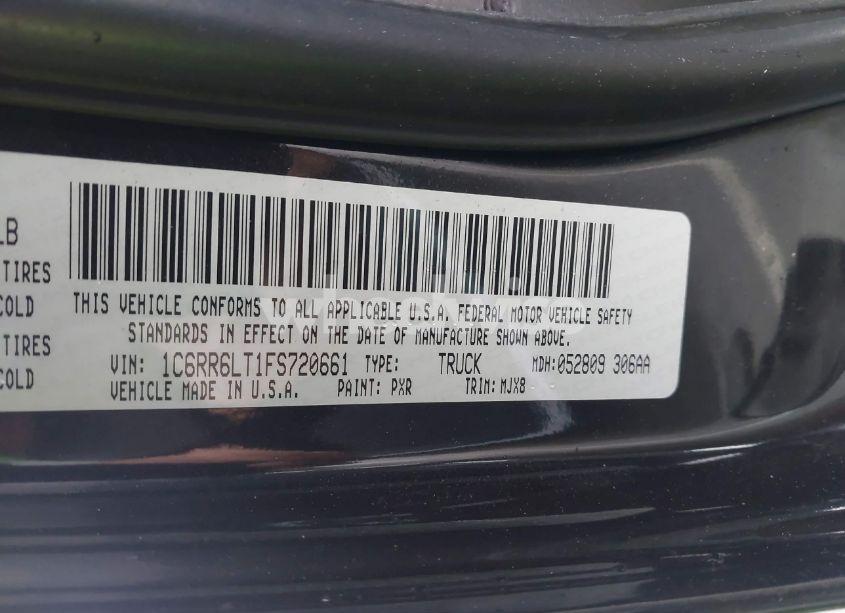 LB
TIRES
COLD
TIRES
COLD
THIS VEHICLE CONFORMS TO ALL APPLICABLE U.S.A. FEDERAL MOTOR VEHICLE SAFETY
STANDARDS IN EFFECT ON THE DATE OF MANUFACTURE SHOWN ABOVE.
VIN: 1C6RR6LT1FS720661 TYPE: TRUCK MDH:052809 306AA
VEHICLE MADE IN U.S.A. PAINT: PXR TRIM: MJX8